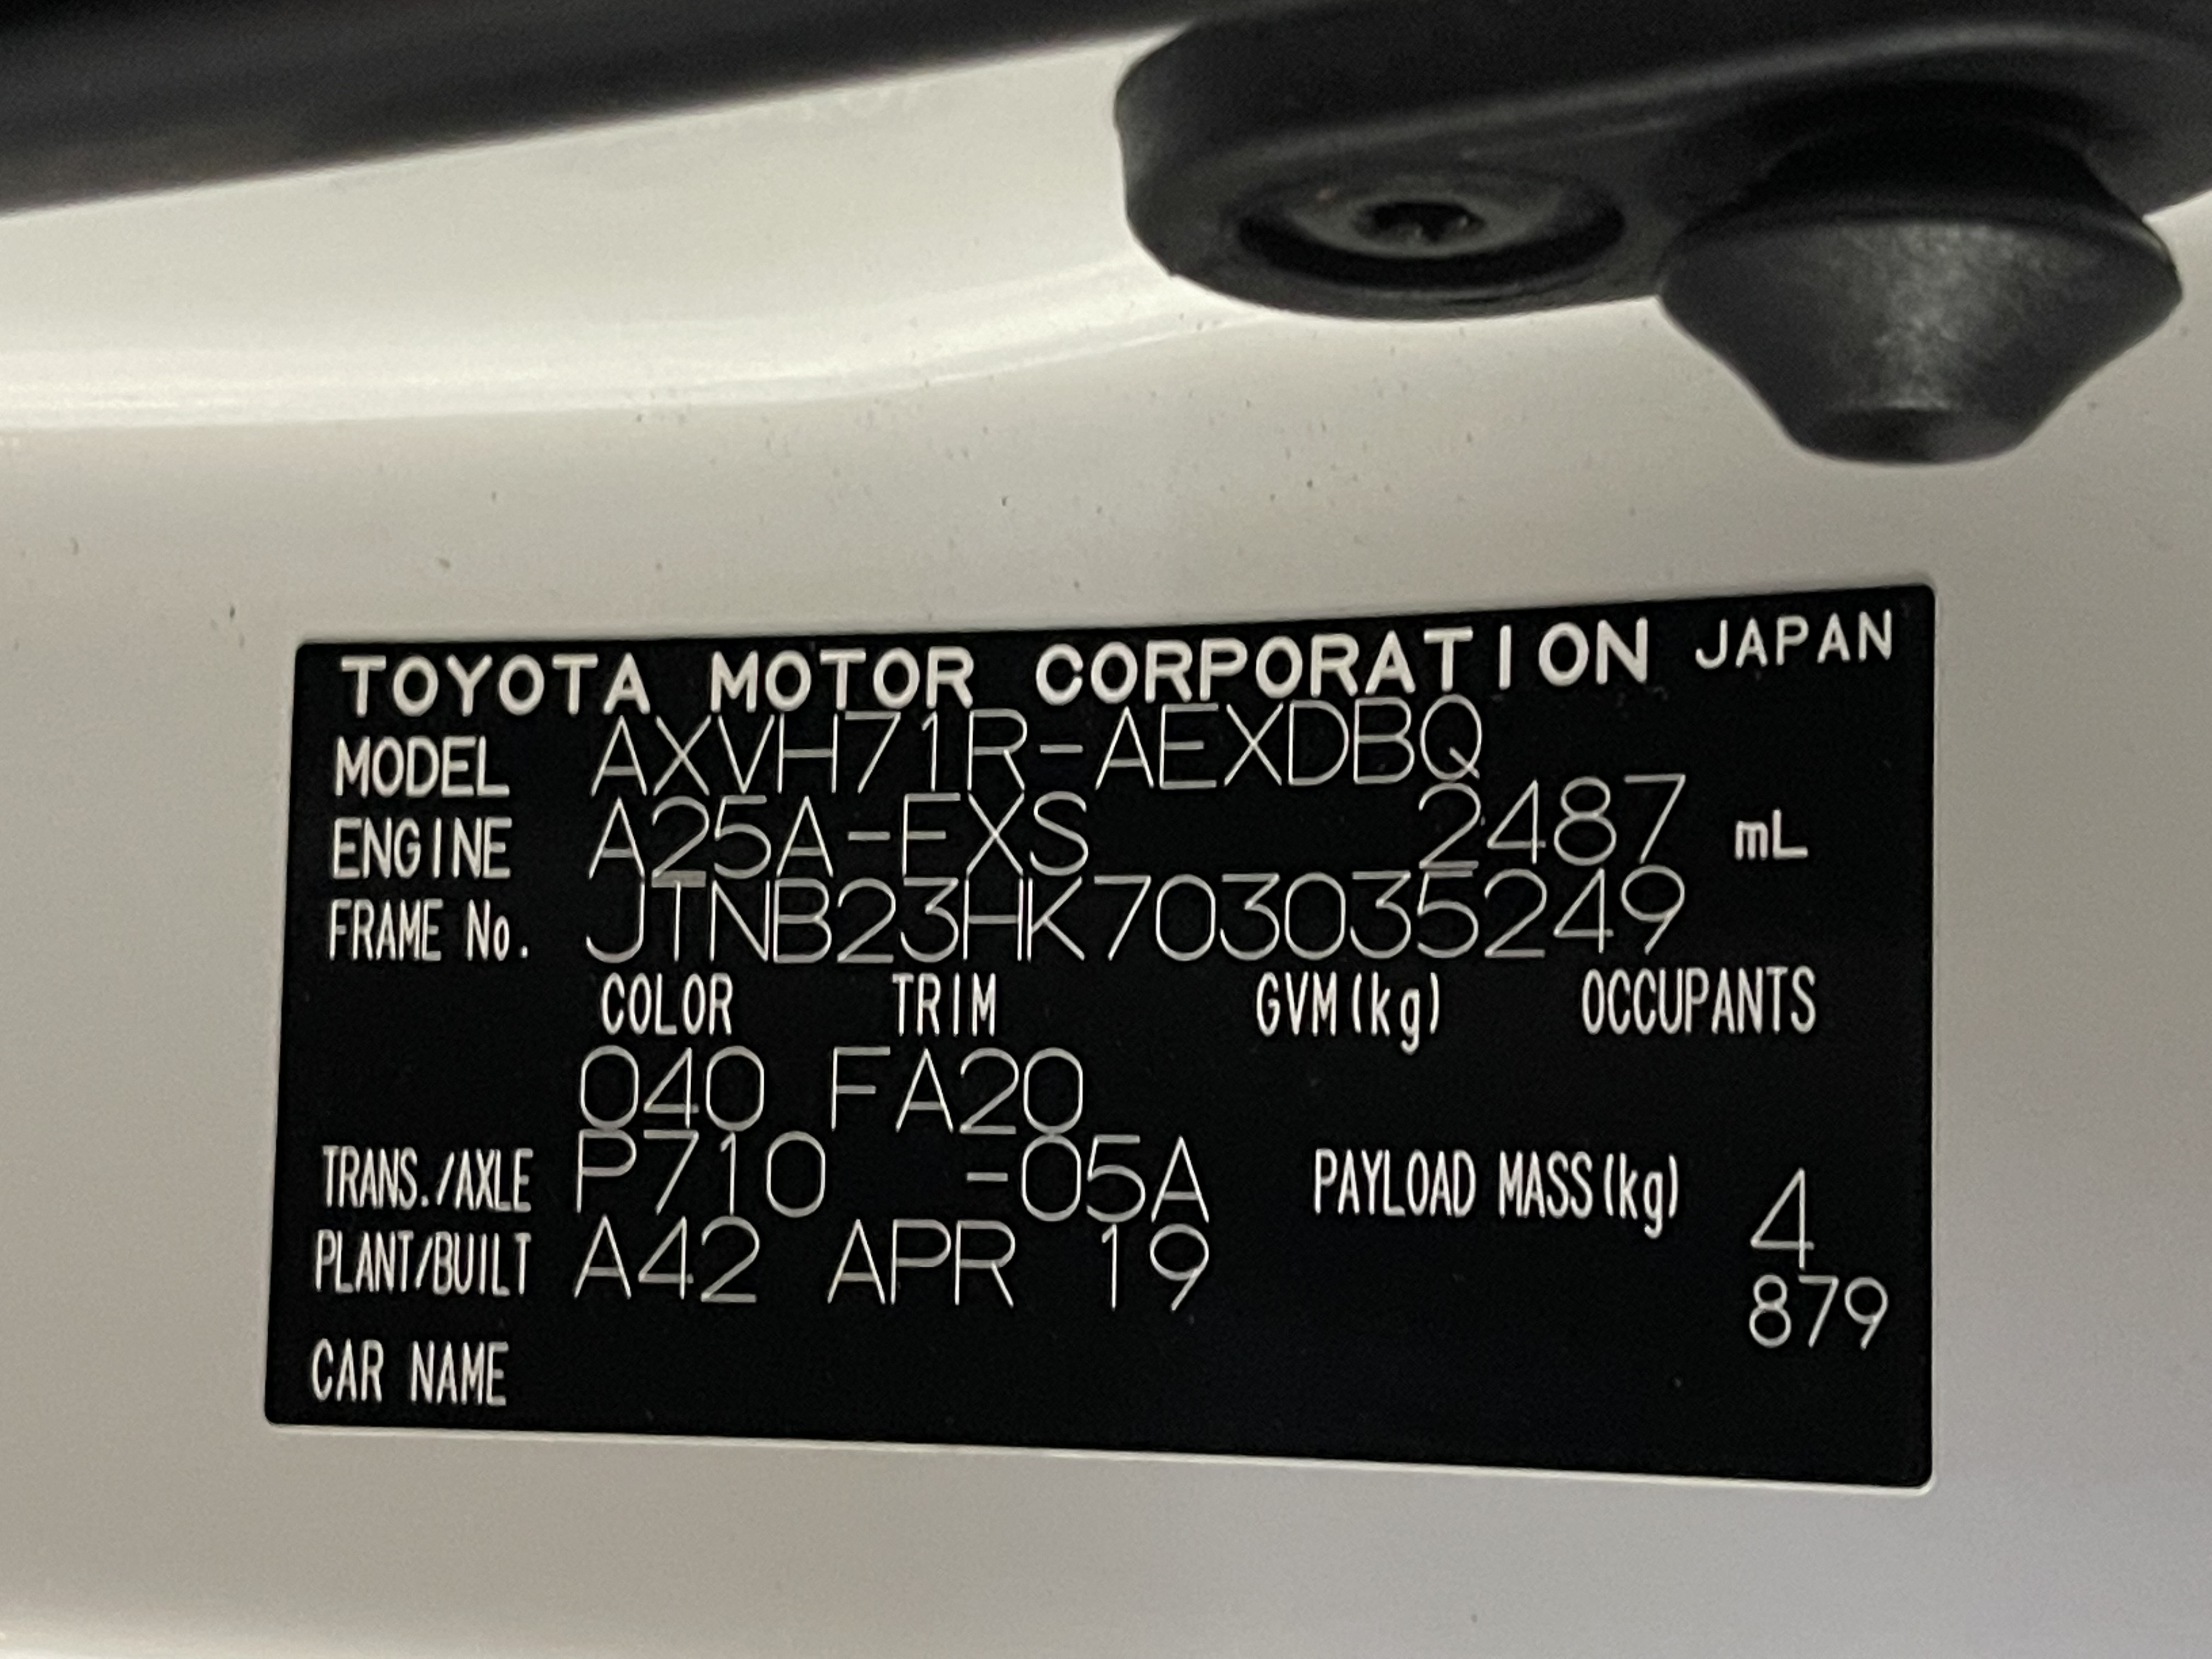 TOYOTA MOTOR CORPORATION JAPAN
MODEL AXVH71R-AEXDBQ
ENGINE A25A-FXS 2487 mL
FRAME No. JTNB23HK703035249
COLOR TRIM GVM(kg) OCCUPANTS
040 FA20
TRANS./AXLE P710 -05A PAYLOAD MASS(kg) 4
PLANT/BUILT A42 APR 19 879
CAR NAME